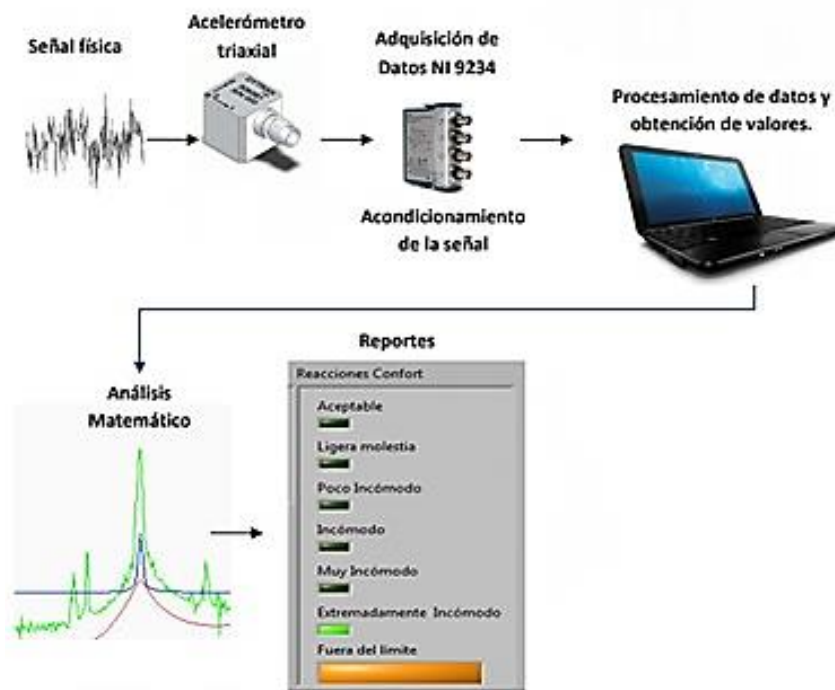 Señal física
Acelerómetro
triaxial
Adquisición de
Datos NI 9234
Acondicionamiento
de la señal
Procesamiento de datos y
obtención de valores.
Análisis
Matemático
Reportes
Reacciones Confort
Aceptable
Ligera molestia
Poco Incómodo
Incómodo
Muy Incómodo
Extremadamente Incómodo
Fuera del limite